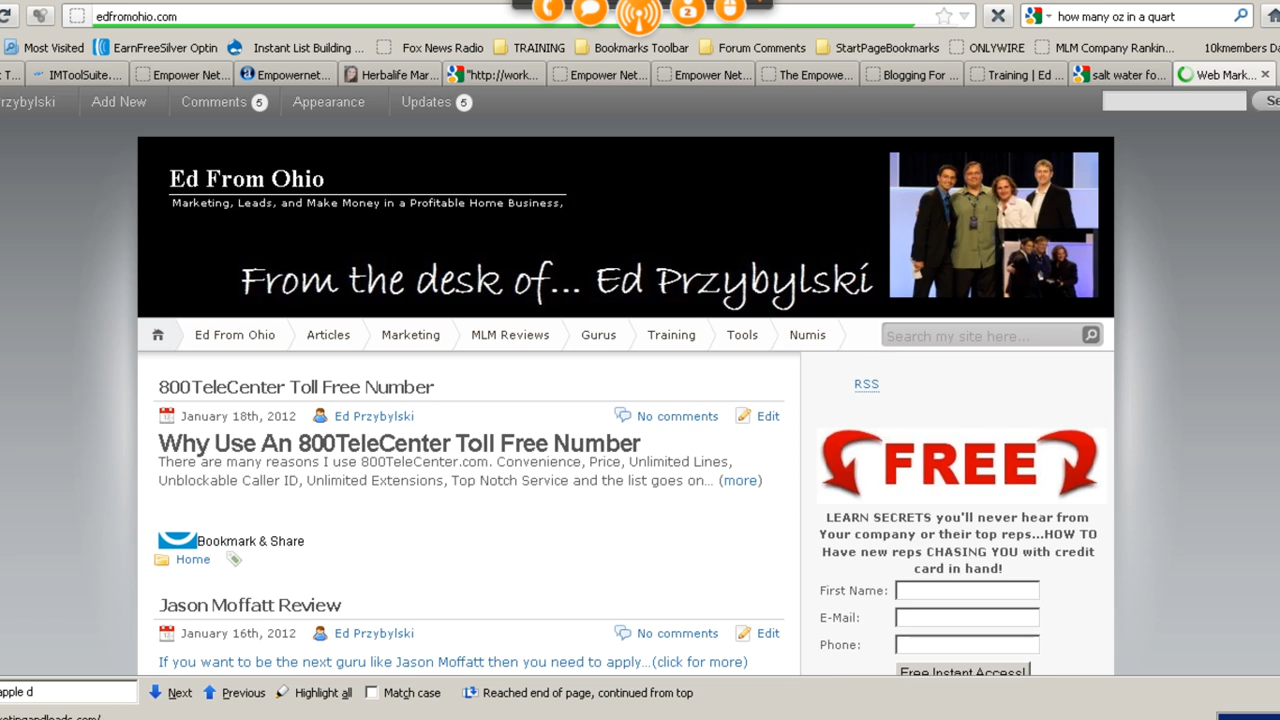 edfromohio.com
how many oz in a quart
Most Visited EarnFreeSilver Optin Instant List Building ... Fox News Radio TRAINING Bookmarks Toolbar Forum Comments StartPageBookmarks ONLYWIRE MLM Company Rankin... 10kmembers
T... IMToolSuite.... Empower Net... Empowernet... Herbalife Mar... "http://work... Empower Net... Empower Net... The Empowe... Blogging For ... Training | Ed ... salt water fo... Web Mark...
rzybylski Add New Comments 5 Appearance Updates 5 Se
Ed From Ohio
Marketing, Leads, and Make Money in a Profitable Home Business,
From the desk of... Ed Przybylski
Ed From Ohio Articles Marketing MLM Reviews Gurus Training Tools Numis Search my site here...
800TeleCenter Toll Free Number
January 18th, 2012 Ed Przybylski No comments Edit
Why Use An 800TeleCenter Toll Free Number
There are many reasons I use 800TeleCenter.com. Convenience, Price, Unlimited Lines,
Unblockable Caller ID, Unlimited Extensions, Top Notch Service and the list goes on... (more)
Bookmark & Share
Home
Jason Moffatt Review
January 16th, 2012 Ed Przybylski No comments Edit
If you want to be the next guru like Jason Moffatt then you need to apply...(click for more)
RSS
FREE
LEARN SECRETS you'll never hear from
Your company or their top reps...HOW TO
Have new reps CHASING YOU with credit
card in hand!
First Name:
E-Mail:
Phone:
Free Instant Access!
apple d Next Previous Highlight all Match case Reached end of page, continued from top